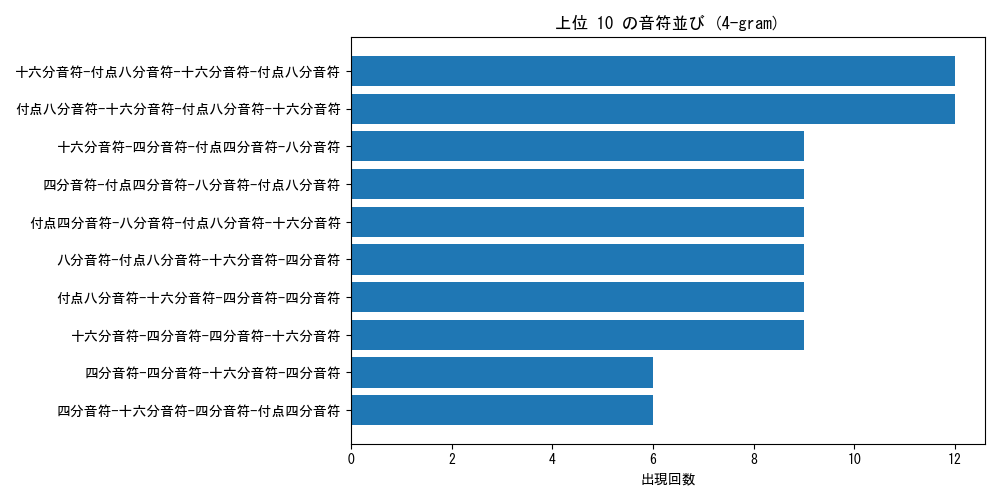 上位 10 の音符並び (4-gram)
十六分音符-付点八分音符-十六分音符-付点八分音符
付点八分音符-十六分音符-付点八分音符-十六分音符
十六分音符-四分音符-付点四分音符-八分音符
四分音符-付点四分音符-八分音符-付点八分音符
付点四分音符-八分音符-付点八分音符-十六分音符
八分音符-付点八分音符-十六分音符-四分音符
付点八分音符-十六分音符-四分音符-四分音符
十六分音符-四分音符-四分音符-十六分音符
四分音符-四分音符-十六分音符-四分音符
四分音符-十六分音符-四分音符-付点四分音符
0 2 4 6 8 10 12
出現回数